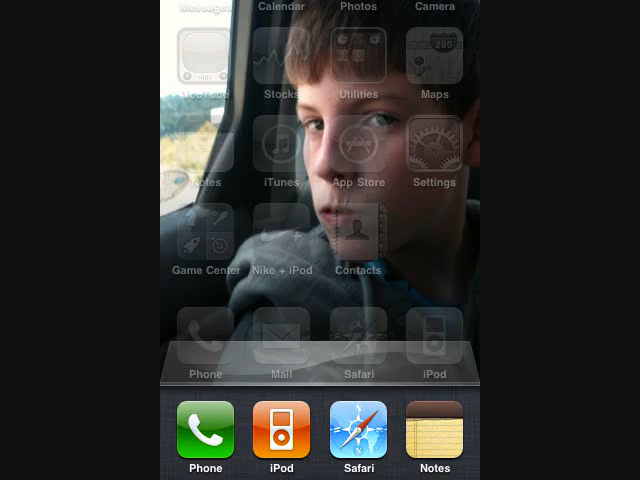 Messages Calendar Photos Camera
280
YouTube Stocks Utilities Maps
Notes iTunes App Store Settings
Game Center Nike + iPod Contacts
Phone Mail Safari iPod
Phone iPod Safari Notes